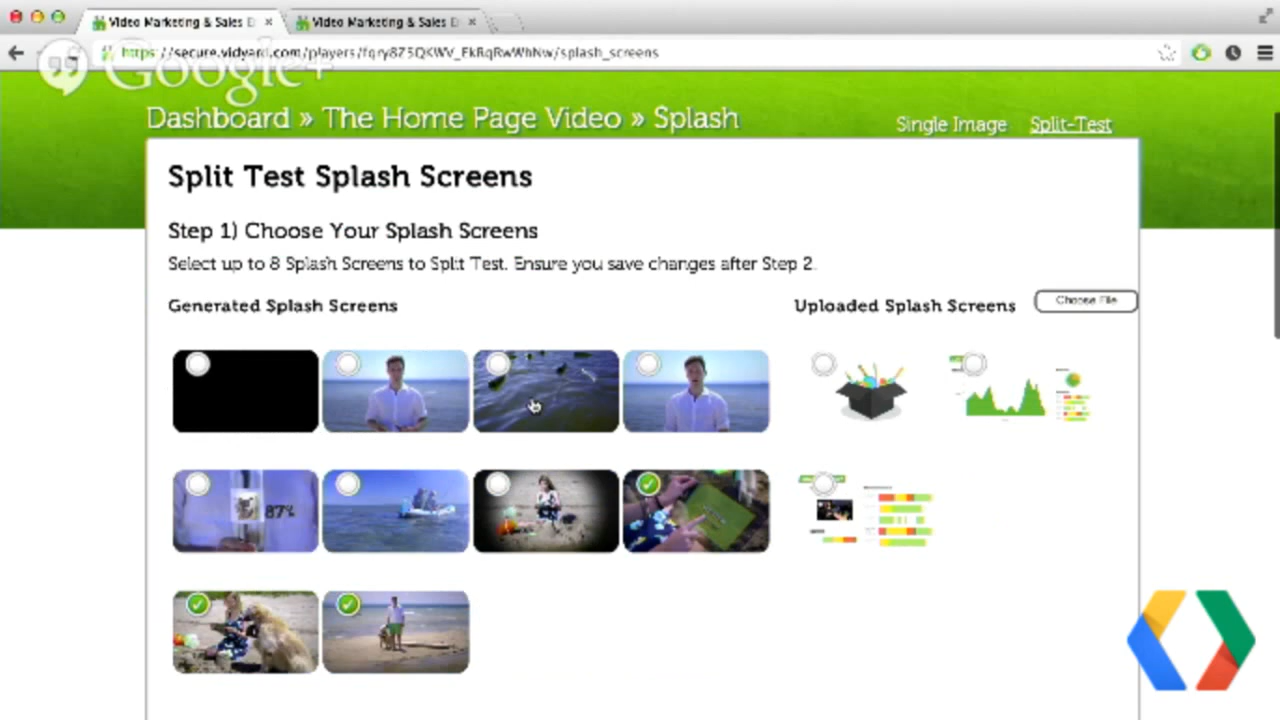 Video Marketing & Sales D
Video Marketing & Sales D
https://secure.vidyard.com/players/
/splash_screens
Google+
Dashboard » The Home Page Video » Splash
Single Image
Split-Test
Split Test Splash Screens
Step 1) Choose Your Splash Screens
Select up to 8 Splash Screens to Split Test. Ensure you save changes after Step 2.
Generated Splash Screens
Uploaded Splash Screens
Choose File
87%